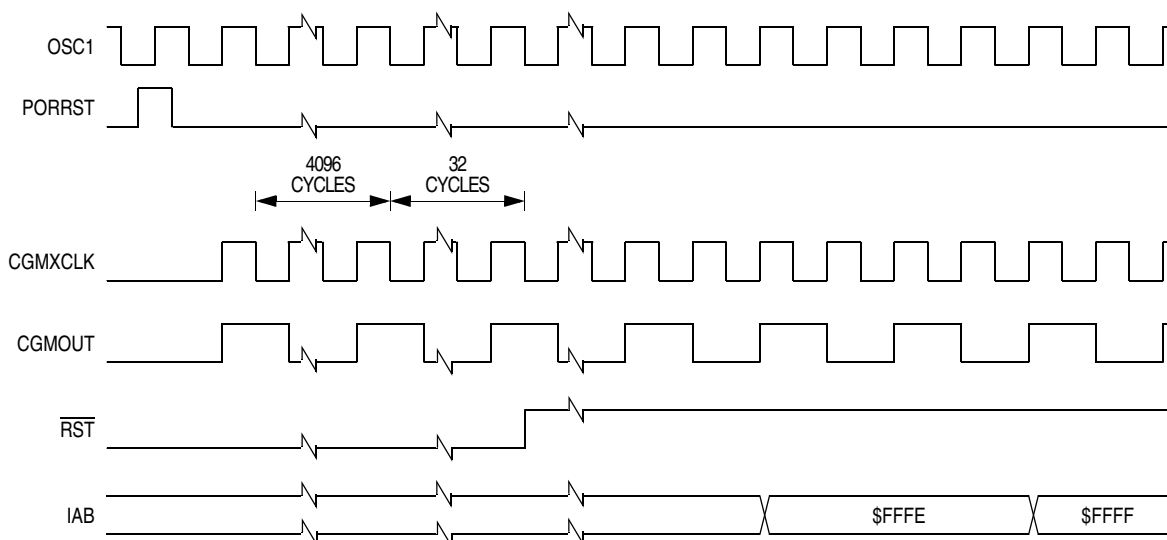 OSC1
PORRST
4096
CYCLES
32
CYCLES
CGMXCLK
CGMOUT
RST
IAB
$FFFE
$FFFF